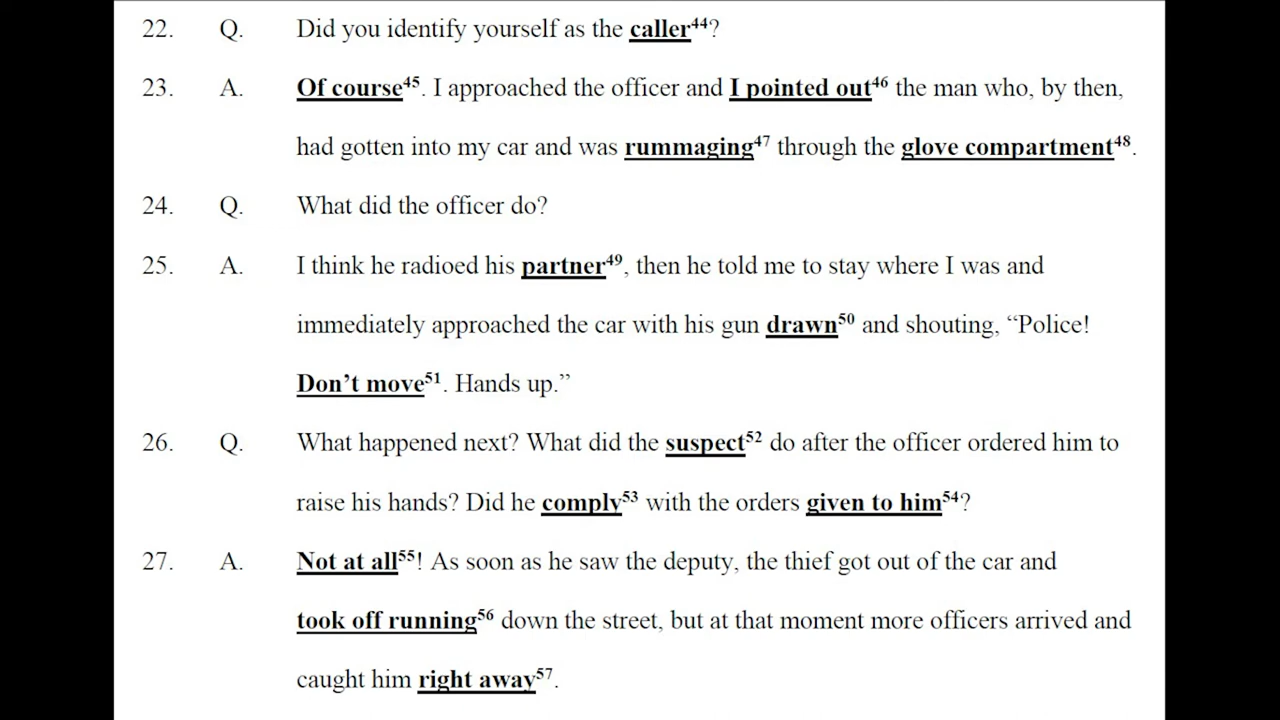 22. Q. Did you identify yourself as the caller44?
23. A. Of course45. I approached the officer and I pointed out46 the man who, by then,
had gotten into my car and was rummaging47 through the glove compartment48.
24. Q. What did the officer do?
25. A. I think he radioed his partner49, then he told me to stay where I was and
immediately approached the car with his gun drawn50 and shouting, “Police!
Don’t move51. Hands up.”
26. Q. What happened next? What did the suspect52 do after the officer ordered him to
raise his hands? Did he comply53 with the orders given to him54?
27. A. Not at all55! As soon as he saw the deputy, the thief got out of the car and
took off running56 down the street, but at that moment more officers arrived and
caught him right away57.